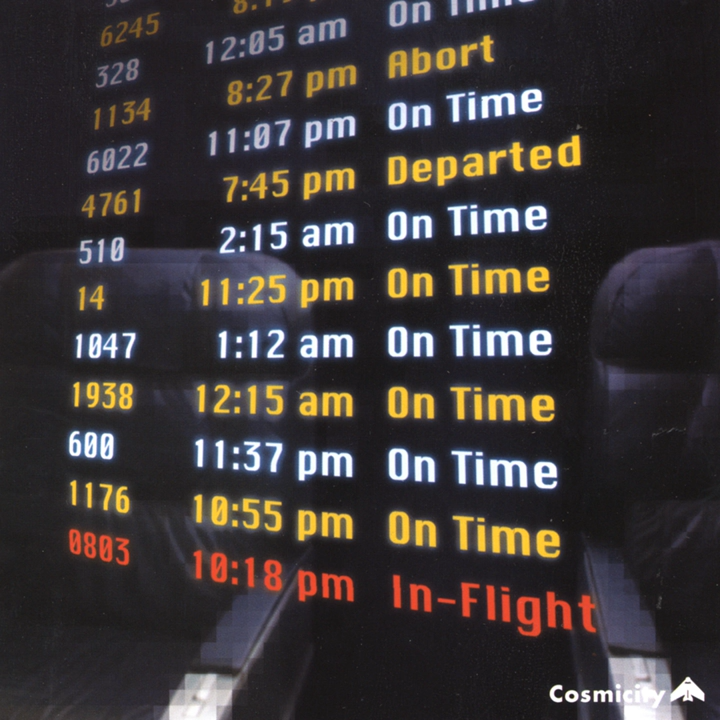 6245 12:05 am On Time
328 8:27 pm Abort
1134 11:07 pm On Time
6022 7:45 pm Departed
4761 2:15 am On Time
510 11:25 pm On Time
14 1:12 am On Time
1047 12:15 am On Time
1938 11:37 pm On Time
600 10:55 pm On Time
1176 10:18 pm In-Flight
0803
Cosmicity